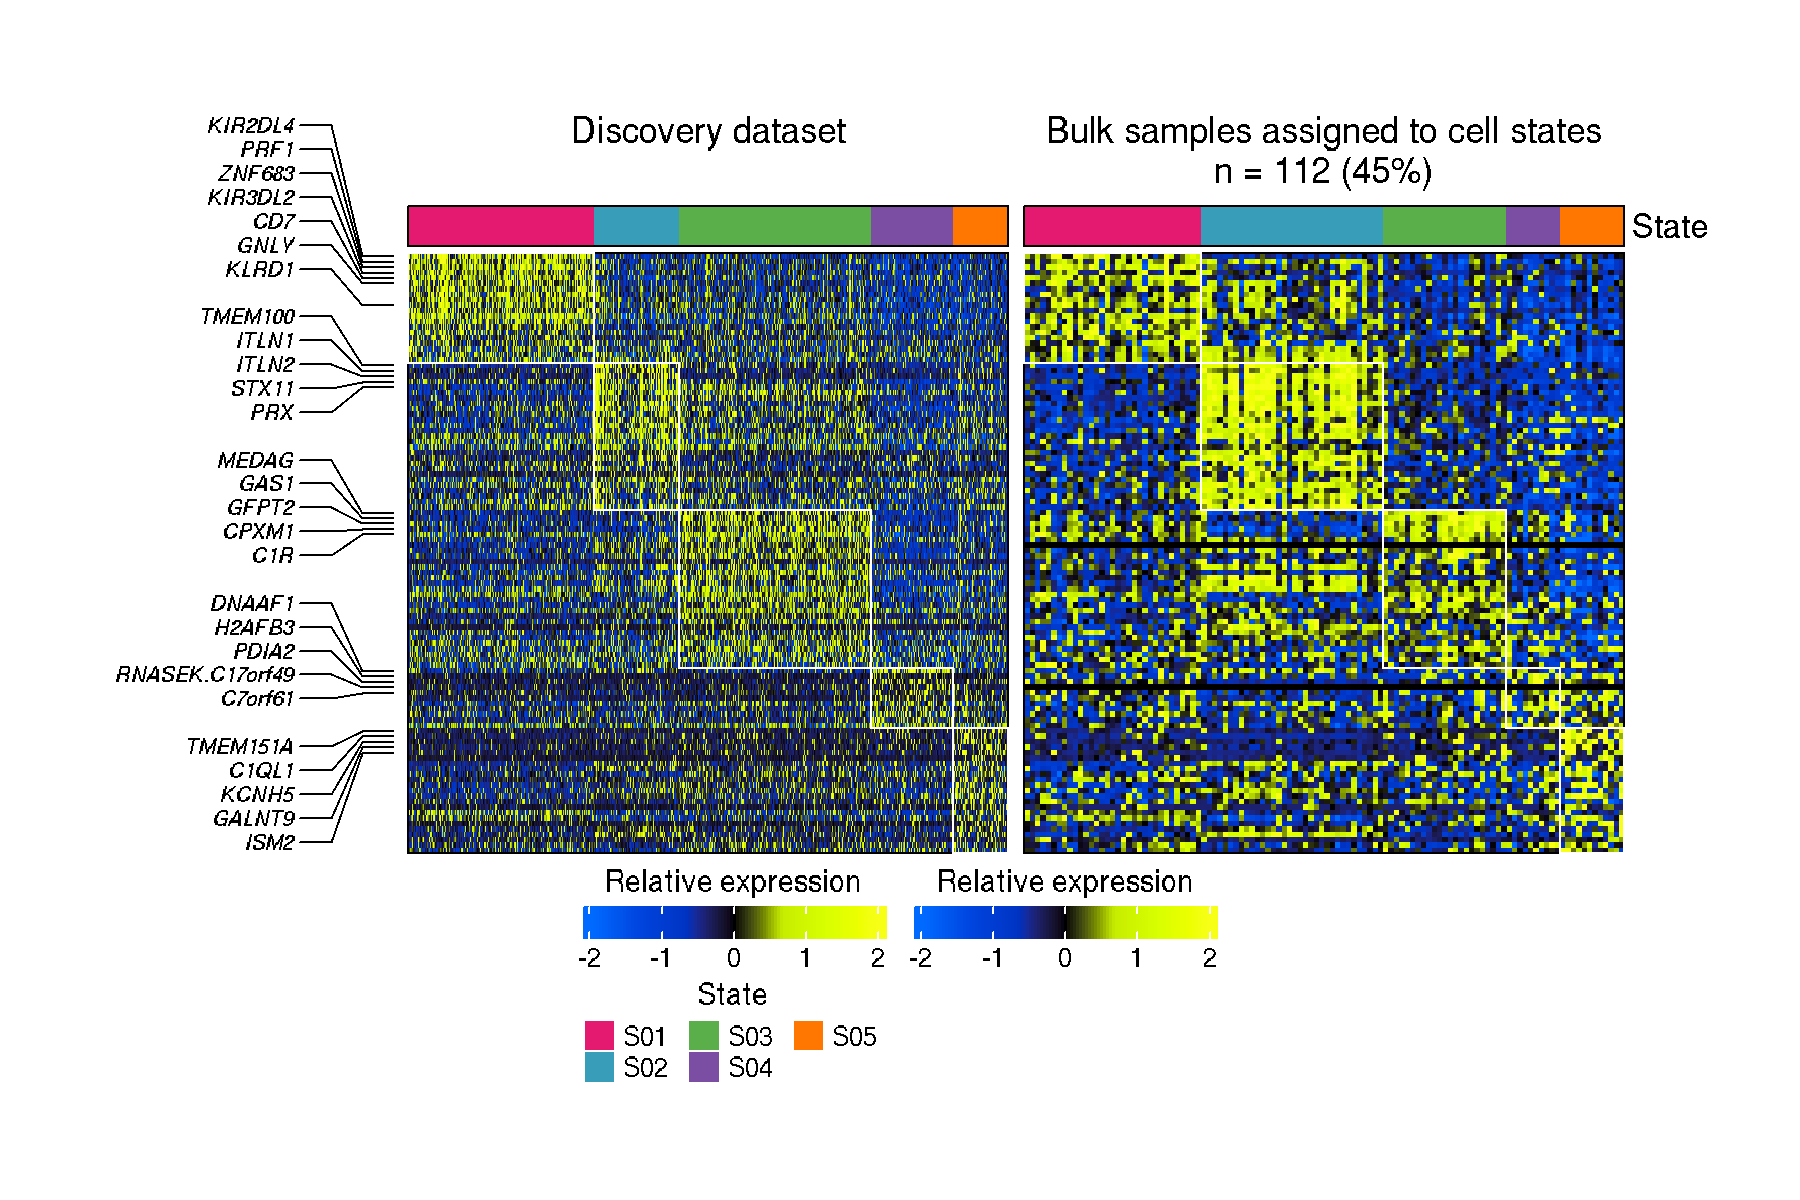 Discovery dataset
Bulk samples assigned to cell states
n = 112 (45%)
State
KIR2DL4
PRF1
ZNF683
KIR3DL2
CD7
GNLY
KLRD1
TMEM100
ITLN1
ITLN2
STX11
PRX
MEDAG
GAS1
GFPT2
CPXM1
C1R
DNAAF1
H2AFB3
PDIA2
RNASEK.C17orf49
C7orf61
TMEM151A
C1QL1
KCNH5
GALNT9
ISM2
Relative expression
-2 -1 0 1 2
Relative expression
-2 -1 0 1 2
State
S01 S03 S05
S02 S04